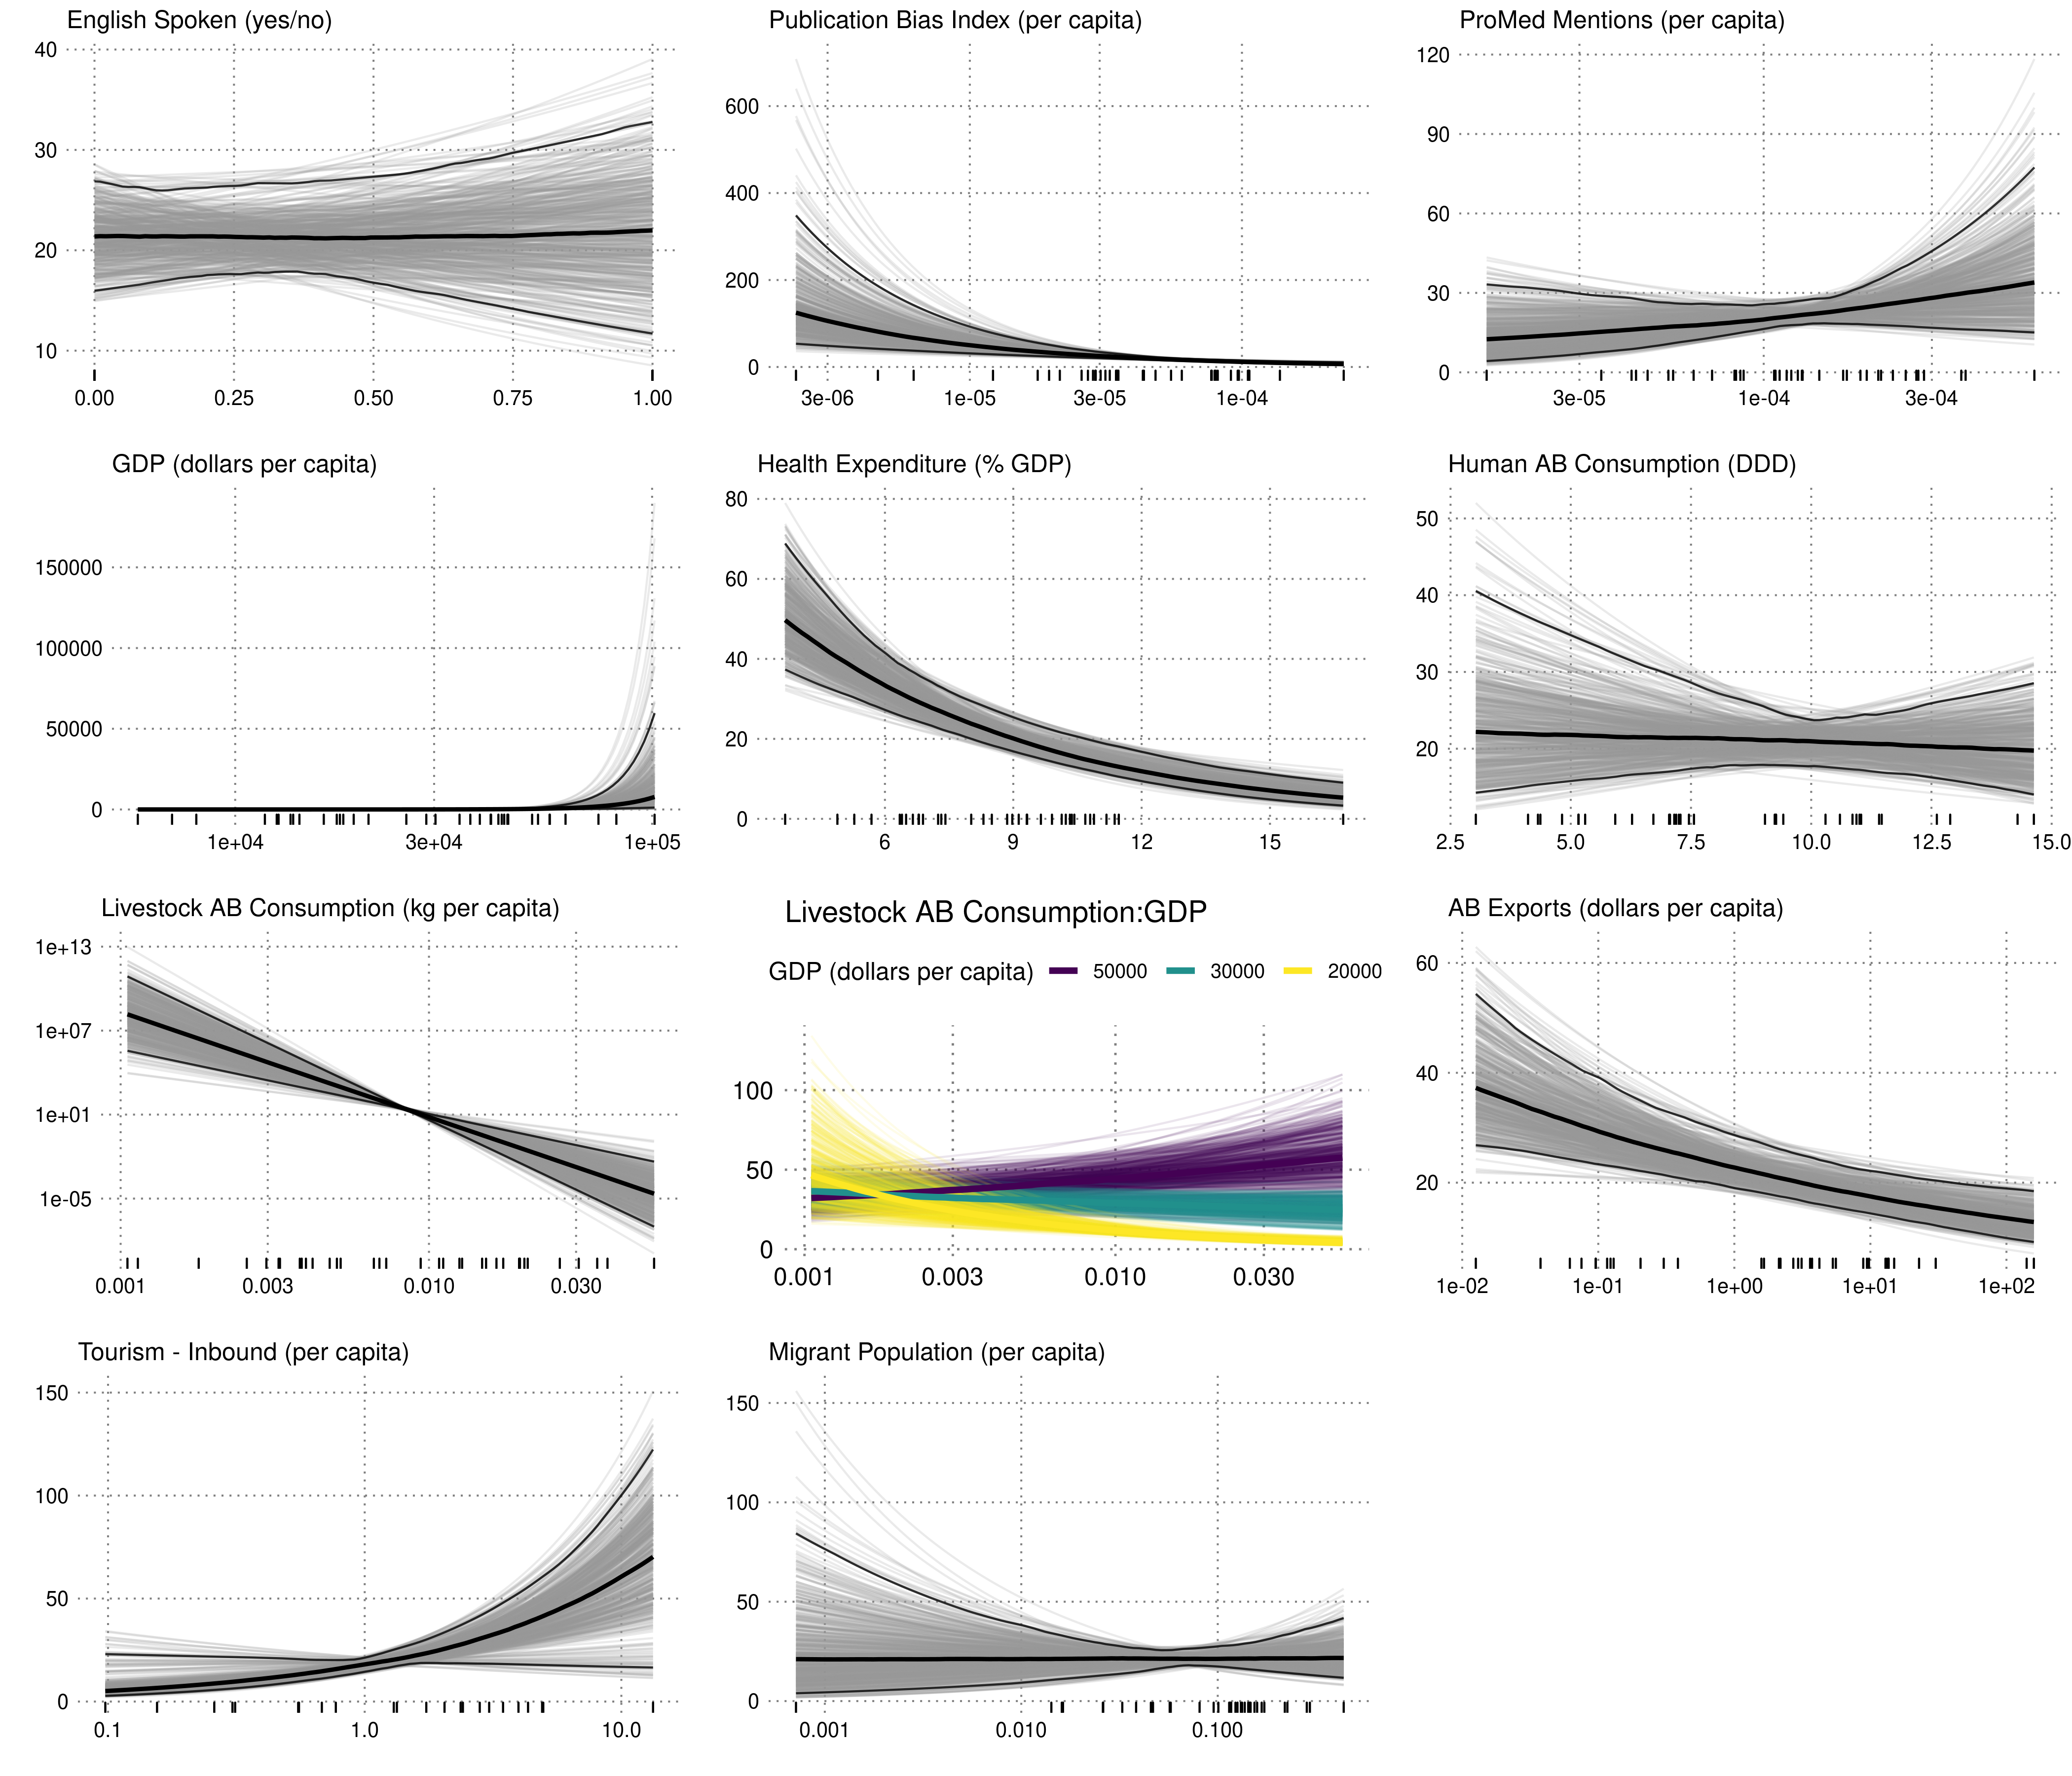 English Spoken (yes/no)
40
30
20
10
0.00 0.25 0.50 0.75 1.00
Publication Bias Index (per capita)
600
400
200
0
3e-06 1e-05 3e-05 1e-04
ProMed Mentions (per capita)
120
90
60
30
0
3e-05 1e-04 3e-04
GDP (dollars per capita)
150000
100000
50000
0
1e+04 3e+04 1e+05
Health Expenditure (% GDP)
80
60
40
20
0
6 9 12 15
Human AB Consumption (DDD)
50
40
30
20
2.5 5.0 7.5 10.0 12.5 15.0
Livestock AB Consumption (kg per capita)
1e+13
1e+07
1e+01
1e-05
0.001 0.003 0.010 0.030
Livestock AB Consumption:GDP
GDP (dollars per capita) 50000 30000 20000
100
50
0
0.001 0.003 0.010 0.030
AB Exports (dollars per capita)
60
40
20
1e-02 1e-01 1e+00 1e+01 1e+02
Tourism - Inbound (per capita)
150
100
50
0
0.1 1.0 10.0
Migrant Population (per capita)
150
100
50
0
0.001 0.010 0.100